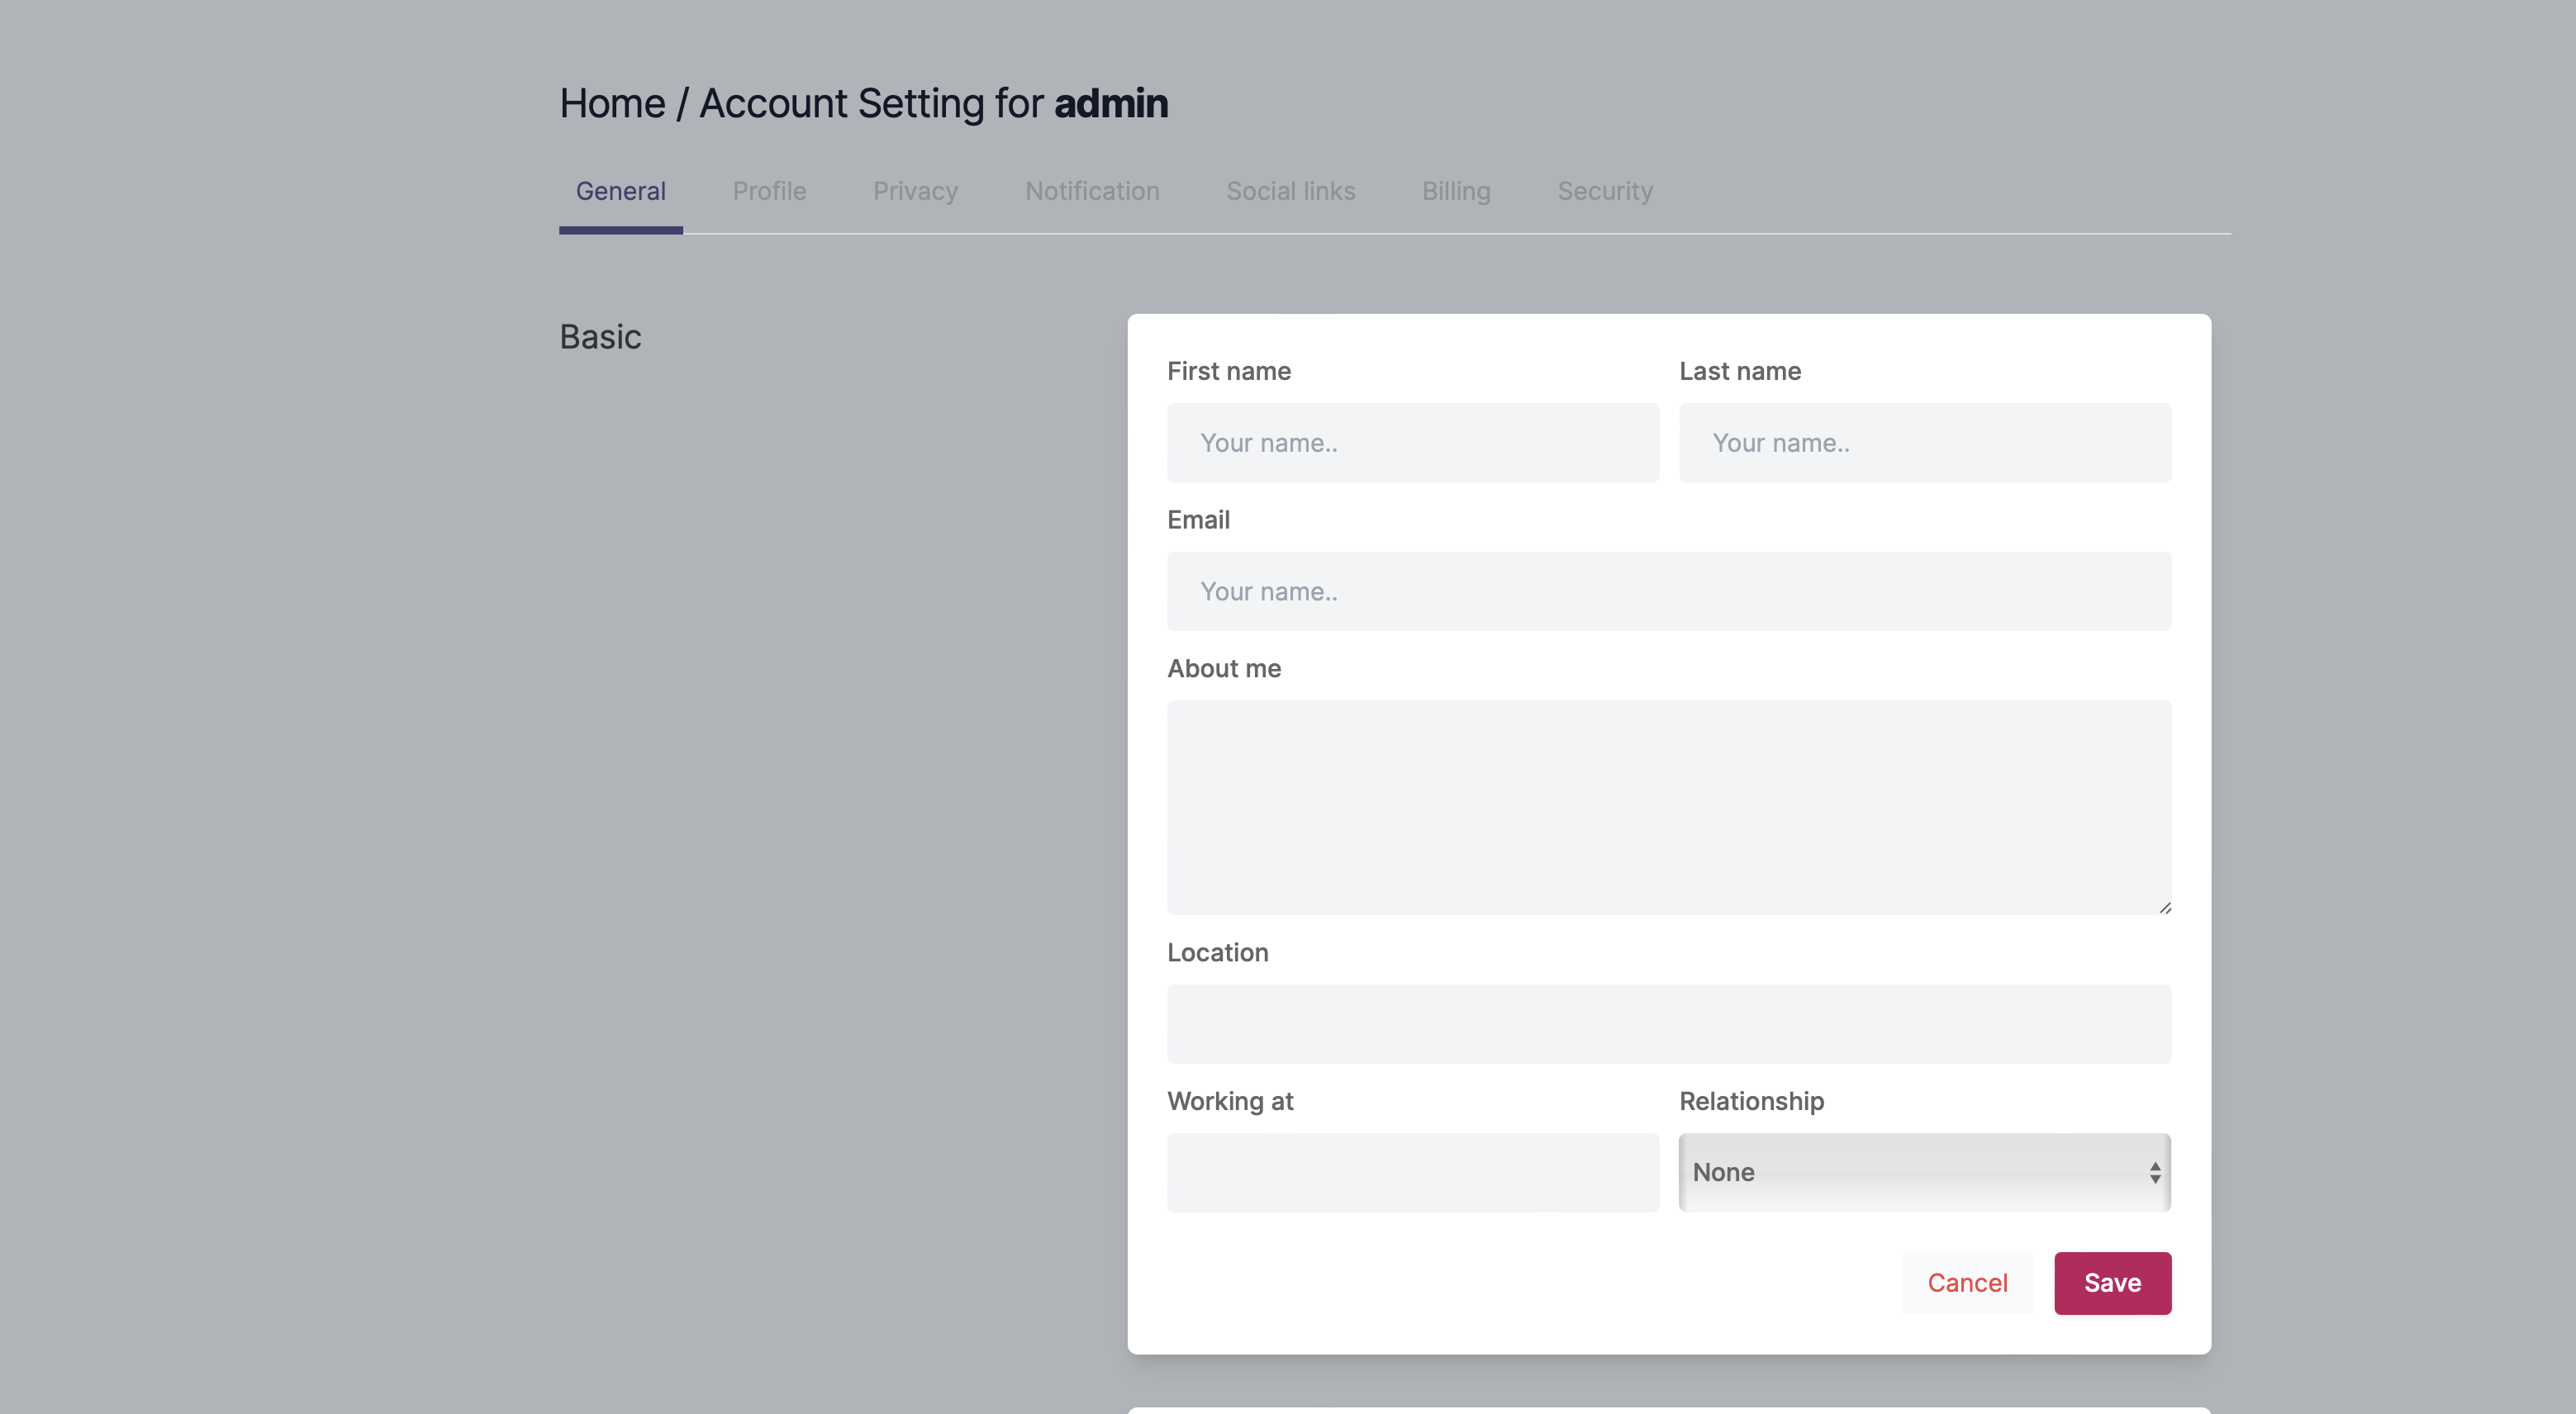 Home / Account Setting for admin
General Profile Privacy Notification Social links Billing Security
Basic
First name Last name
Your name.. Your name..
Email
Your name..
About me
Location
Working at Relationship
None
Cancel Save